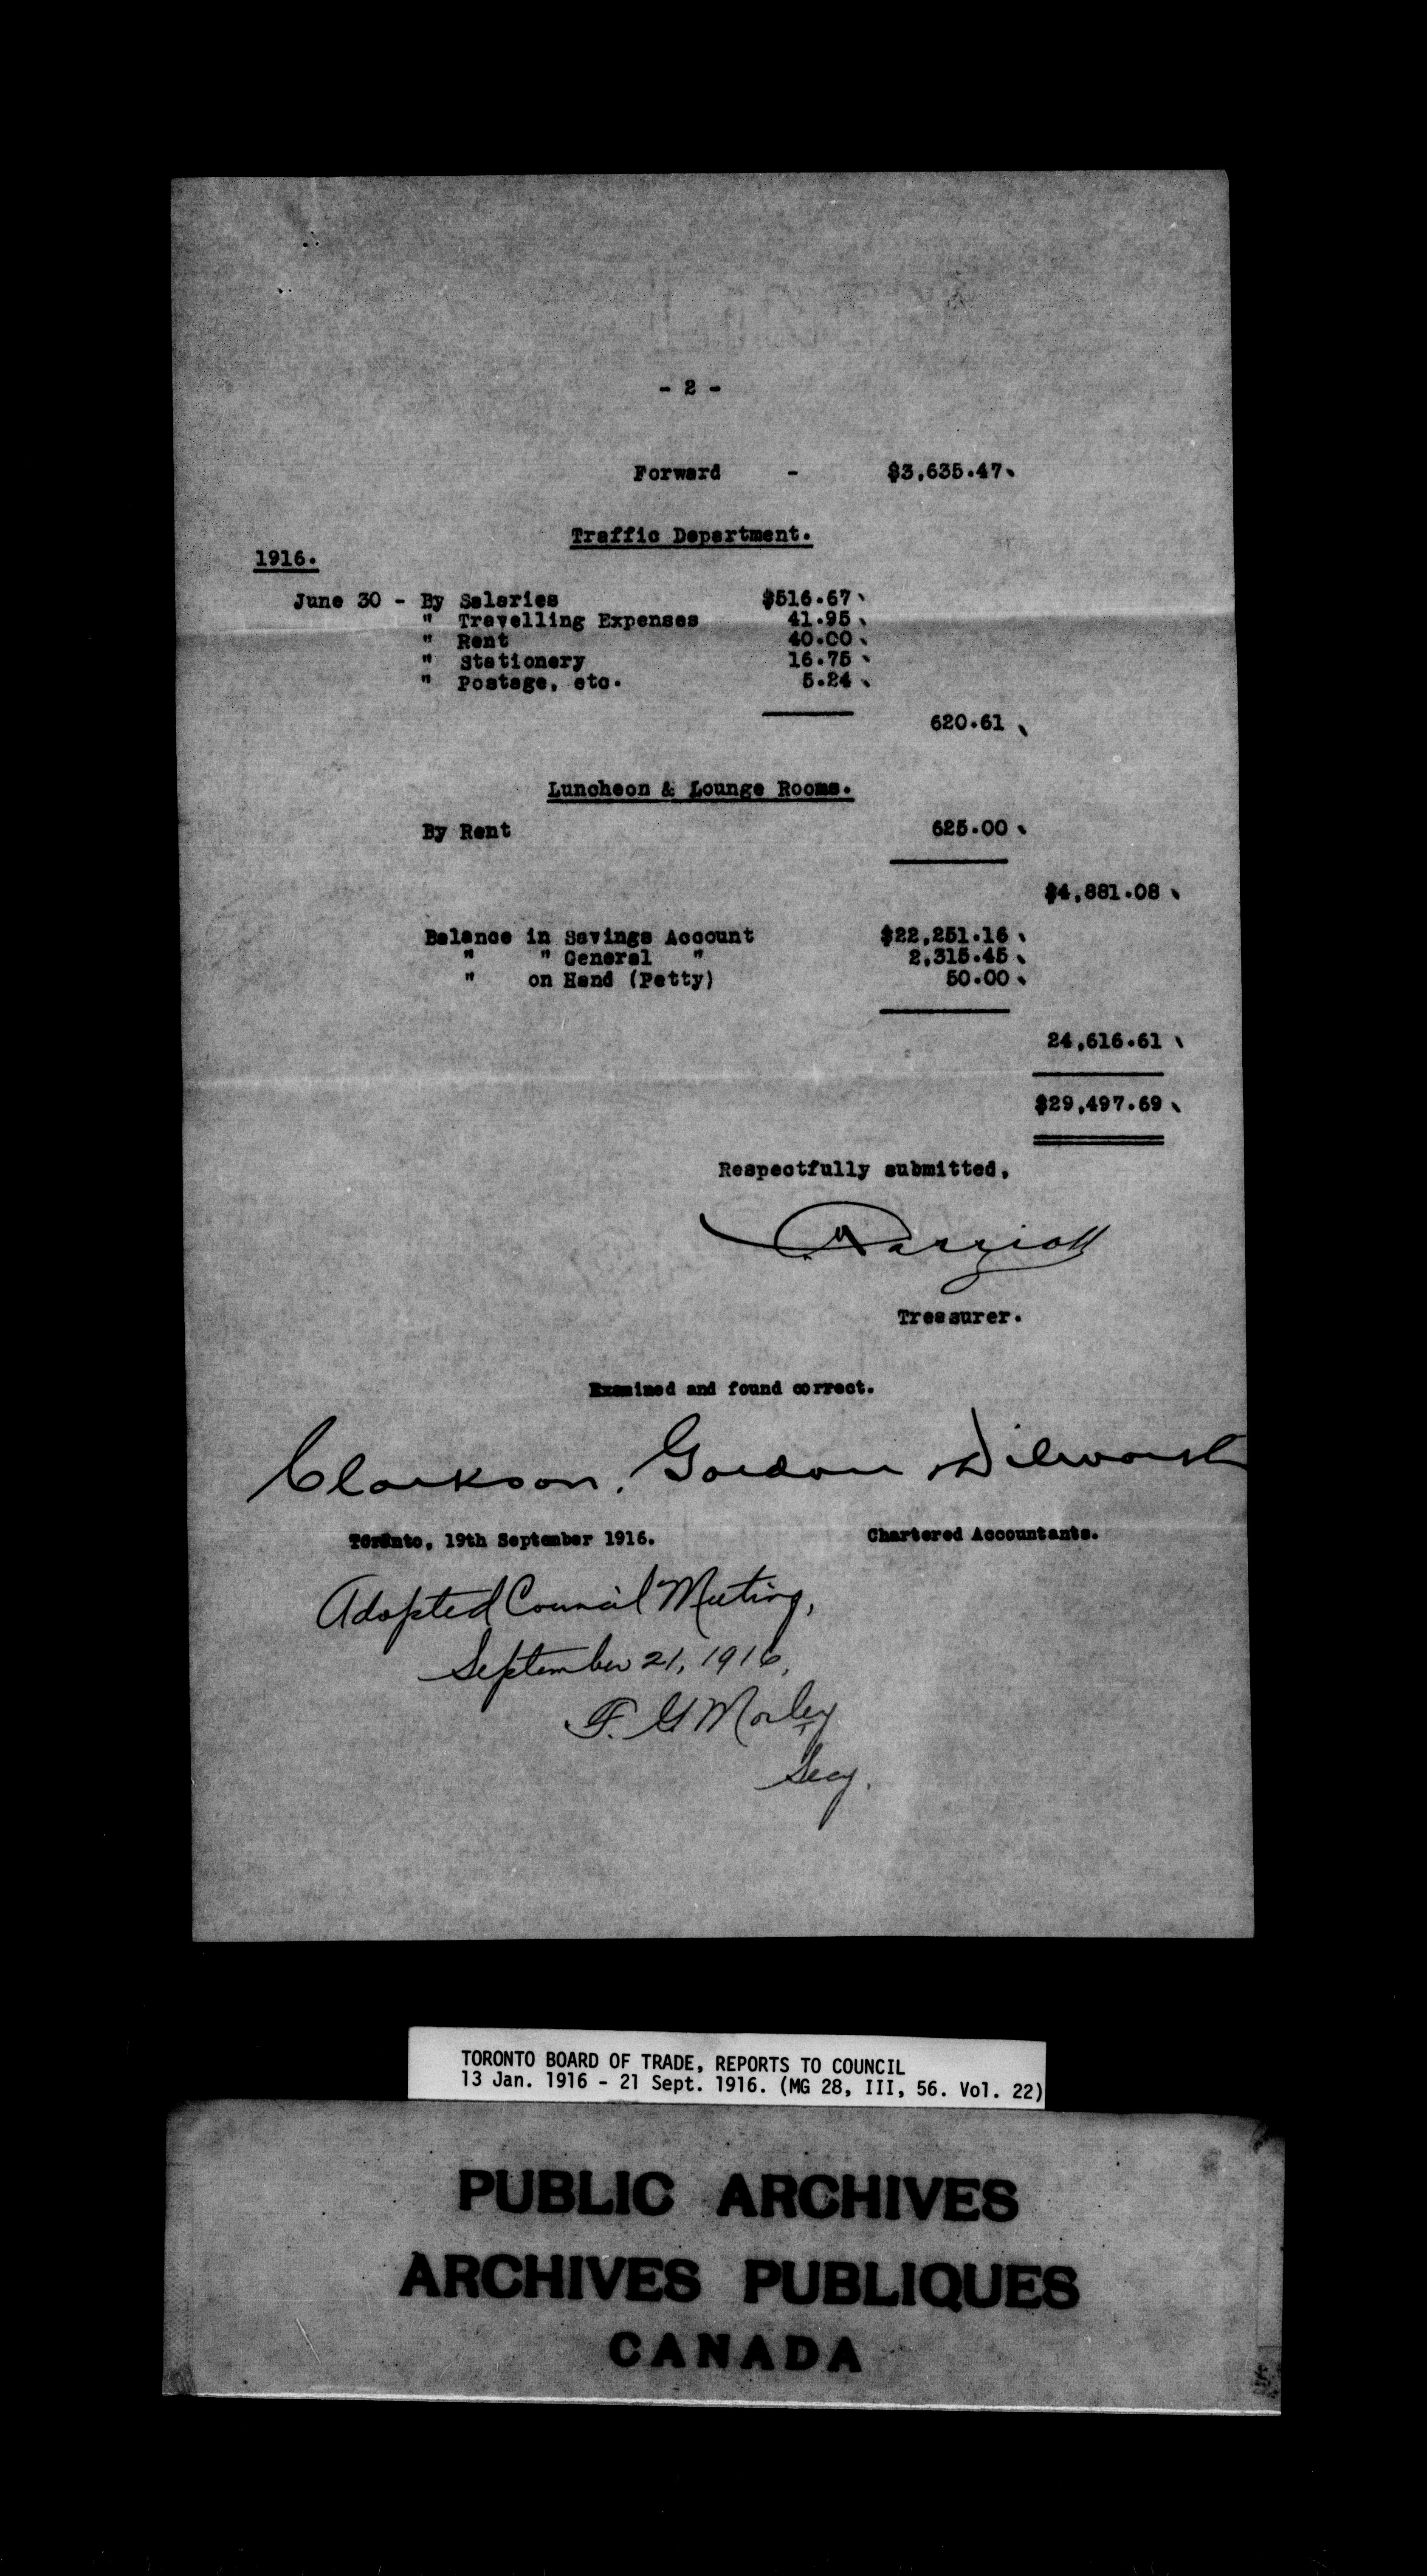 - 2 -
Forward - $3,635.47
Traffic Department.
1916.
June 30 - By Salaries $516.67
" Travelling Expenses 41.95
" Rent 40.00
" Stationery 16.75
" Postage, etc. 5.24
620.61
Luncheon & Lounge Rooms.
By Rent 625.00
$4,881.08
Balance in Savings Account $22,251.16
" " General " 2,315.45
" on Hand (Petty) 50.00
24,616.61
$29,497.69
Respectfully submitted,
Treasurer.
Examined and found correct.
Clarkson, Gordon & Dilworth
Toronto, 19th September 1916. Chartered Accountants.
Adopted Council Meeting,
September 21, 1916,
F. G Morley
Secy.
TORONTO BOARD OF TRADE, REPORTS TO COUNCIL
13 Jan. 1916 - 21 Sept. 1916. (MG 28, III, 56. Vol. 22)
PUBLIC ARCHIVES
ARCHIVES PUBLIQUES
CANADA